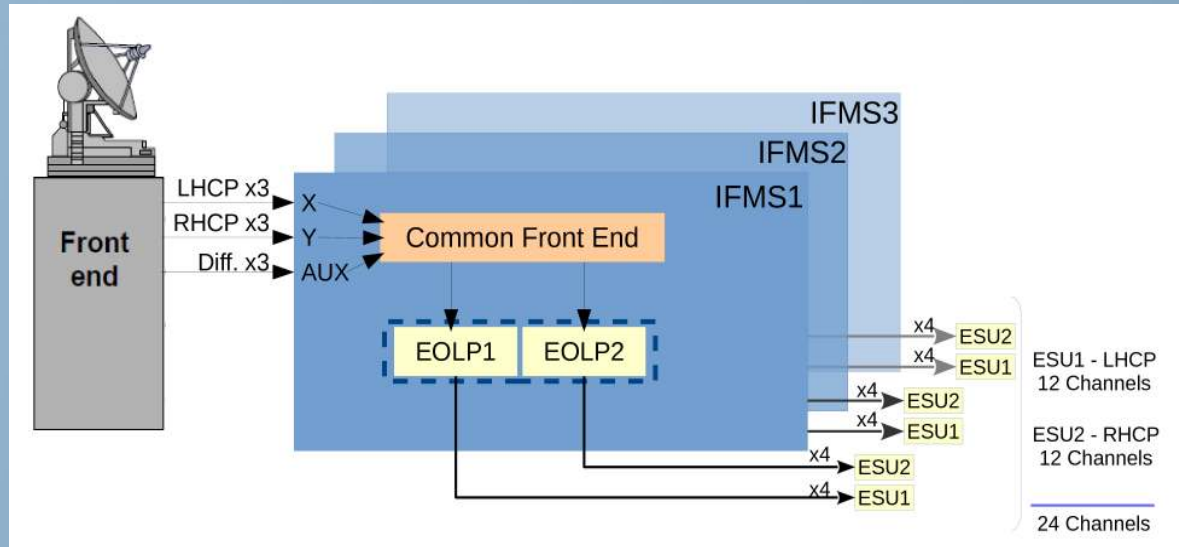 IFMS3
IFMS2
IFMS1
LHCP x3
RHCP x3
Diff. x3
X
Y
AUX
Front
end
Common Front End
EOLP1
EOLP2
x4
ESU2
x4
ESU1
x4
ESU2
x4
ESU1
x4
ESU2
x4
ESU1
ESU1 - LHCP
12 Channels
ESU2 - RHCP
12 Channels
24 Channels